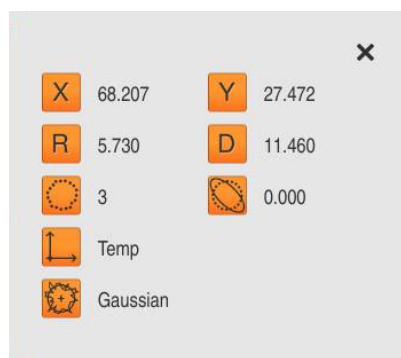 X 68.207 Y 27.472
R 5.730 D 11.460
3 0.000
Temp
Gaussian